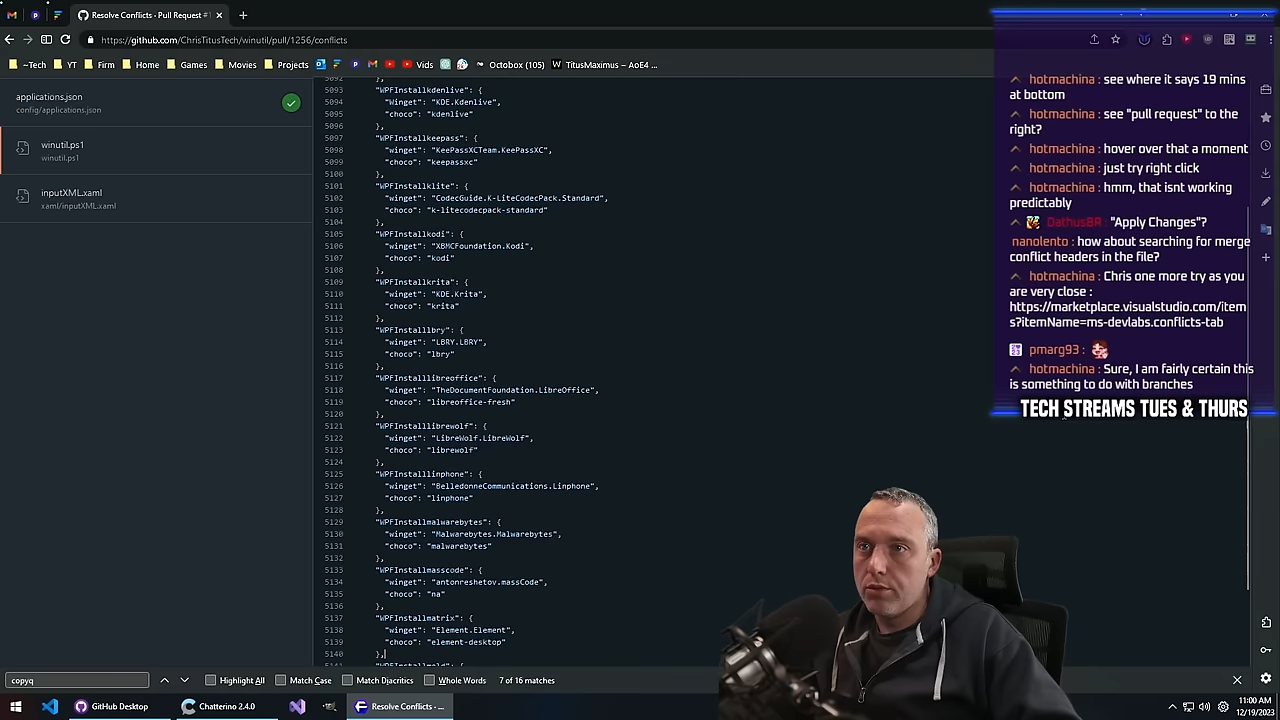 Resolve Conflicts - Pull Request #1
https://github.com/ChrisTitusTech/winutil/pull/1256/conflicts
~Tech
YT
Firm
Home
Games
Movies
Projects
Vids
Octobox (105)
TitusMaximus – AoE4 ...
applications.json
config/applications.json
winutil.ps1
winutil.ps1
inputXML.xaml
xaml/inputXML.xaml
5092 },
5093 "WPFInstallkdenlive": {
5094 "Winget": "KDE.Kdenlive",
5095 "choco": "kdenlive"
5096 },
5097 "WPFInstallkeepass": {
5098 "winget": "KeePassXCTeam.KeePassXC",
5099 "choco": "keepassxc"
5100 },
5101 "WPFInstallklite": {
5102 "winget": "CodecGuide.K-LiteCodecPack.Standard",
5103 "choco": "k-litecodecpack-standard"
5104 },
5105 "WPFInstallkodi": {
5106 "winget": "XBMCFoundation.Kodi",
5107 "choco": "kodi"
5108 },
5109 "WPFInstallkrita": {
5110 "winget": "KDE.Krita",
5111 "choco": "krita"
5112 },
5113 "WPFInstalllbry": {
5114 "winget": "LBRY.LBRY",
5115 "choco": "lbry"
5116 },
5117 "WPFInstalllibreoffice": {
5118 "winget": "TheDocumentFoundation.LibreOffice",
5119 "choco": "libreoffice-fresh"
5120 },
5121 "WPFInstalllibrewolf": {
5122 "winget": "LibreWolf.LibreWolf",
5123 "choco": "librewolf"
5124 },
5125 "WPFInstalllinphone": {
5126 "winget": "BelledonneCommunications.Linphone",
5127 "choco": "linphone"
5128 },
5129 "WPFInstallmalwarebytes": {
5130 "winget": "Malwarebytes.Malwarebytes",
5131 "choco": "malwarebytes"
5132 },
5133 "WPFInstallmasscode": {
5134 "winget": "antonreshetov.massCode",
5135 "choco": "na"
5136 },
5137 "WPFInstallmatrix": {
5138 "winget": "Element.Element",
5139 "choco": "element-desktop"
5140 },
5141 "WPFInstallmeld": {
hotmachina : see where it says 19 mins
at bottom
hotmachina : see "pull request" to the
right?
hotmachina : hover over that a moment
hotmachina : just try right click
hotmachina : hmm, that isnt working
predictably
DathusBR : "Apply Changes"?
nanolento : how about searching for merge
conflict headers in the file?
hotmachina : Chris one more try as you
are very close :
https://marketplace.visualstudio.com/item
s?itemName=ms-devlabs.conflicts-tab
pmarg93 :
hotmachina : Sure, I am fairly certain this
is something to do with branches
TECH STREAMS TUES & THURS
copyq
Highlight All
Match Case
Match Diacritics
Whole Words
7 of 16 matches
GitHub Desktop
Chatterino 2.4.0
Resolve Conflicts - ...
11:00 AM
12/19/2023